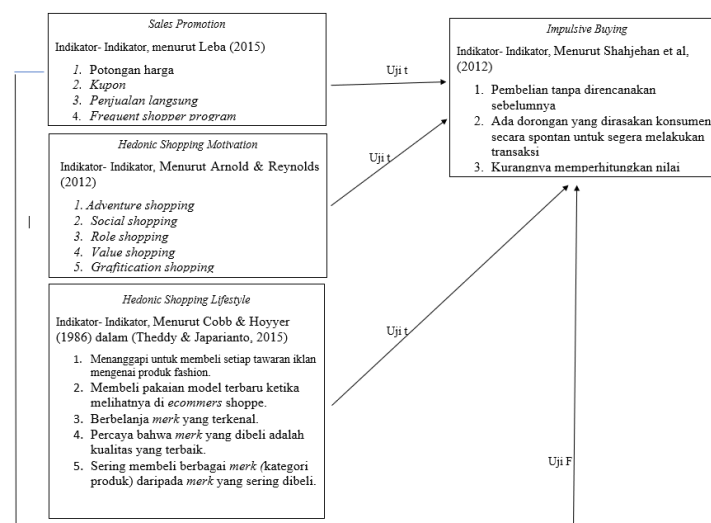 Sales Promotion
Indikator- Indikator, menurut Leba (2015)
1. Potongan harga
2. Kupon
3. Penjualan langsung
4. Frequent shopper program
Hedonic Shopping Motivation
Indikator- Indikator, Menurut Arnold & Reynolds
(2012)
1. Adventure shopping
2. Social shopping
3. Role shopping
4. Value shopping
5. Grafitication shopping
Hedonic Shopping Lifestyle
Indikator- Indikator, Menurut Cobb & Hoyyer
(1986) dalam (Theddy & Japarianto, 2015)
1. Menanggapi untuk membeli setiap tawaran iklan
mengenai produk fashion.
2. Membeli pakaian model terbaru ketika
melihatnya di ecommers shoppe.
3. Berbelanja merk yang terkenal.
4. Percaya bahwa merk yang dibeli adalah
kualitas yang terbaik.
5. Sering membeli berbagai merk (kategori
produk) daripada merk yang sering dibeli.
Uji t
Uji t
Uji t
Uji F
Impulsive Buying
Indikator- Indikator, Menurut Shahjehan et al,
(2012)
1. Pembelian tanpa direncanakan
sebelumnya
2. Ada dorongan yang dirasakan konsumen
secara spontan untuk segera melakukan
transaksi
3. Kurangnya memperhitungkan nilai